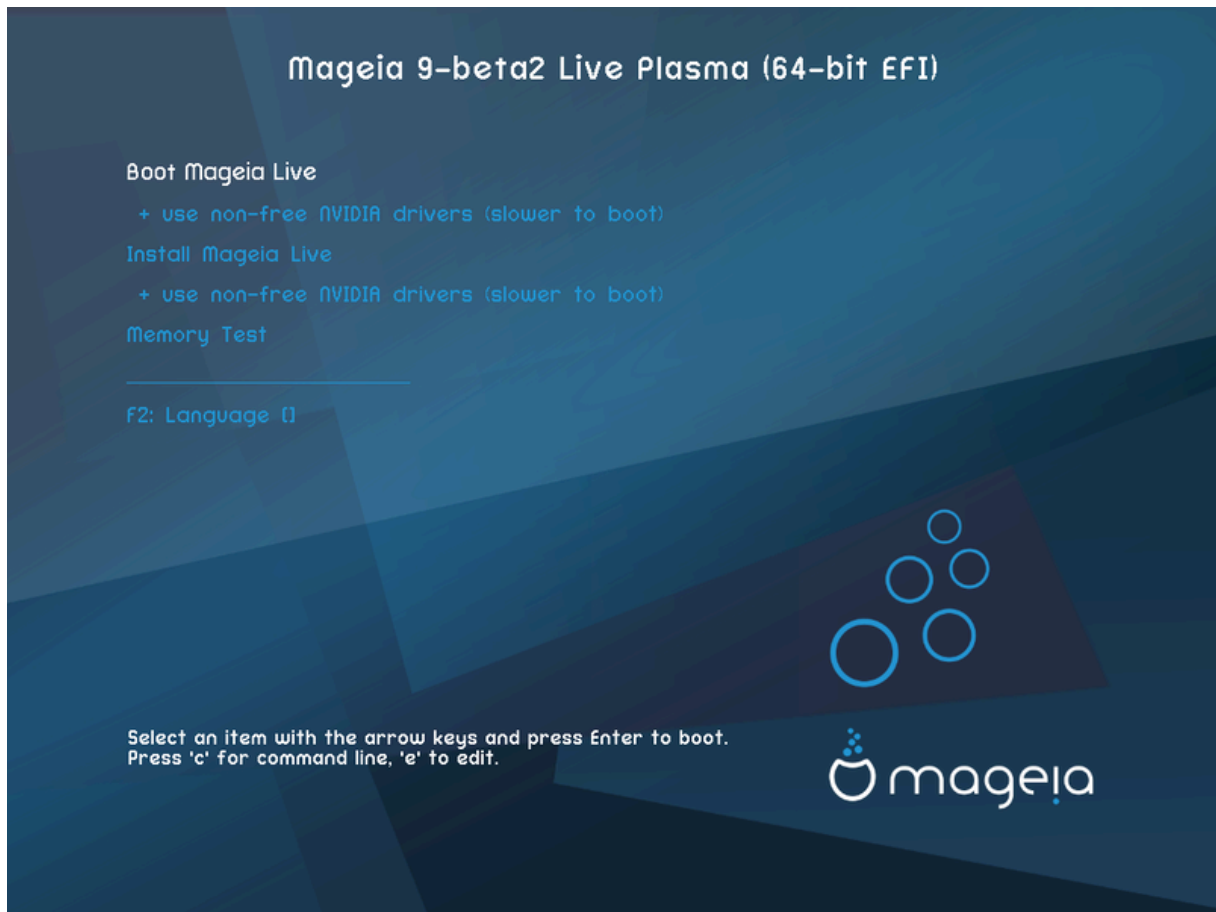 Mageia 9-beta2 Live Plasma (64-bit EFI)
Boot Mageia Live
+ use non-free NVIDIA drivers (slower to boot)
Install Mageia Live
+ use non-free NVIDIA drivers (slower to boot)
Memory Test
F2: Language []
Select an item with the arrow keys and press Enter to boot.
Press 'c' for command line, 'e' to edit.
mageia